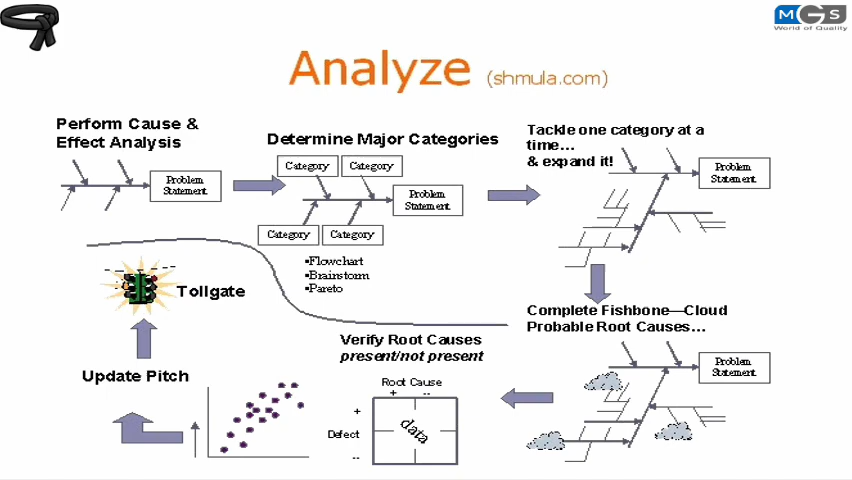 MGS
World of Quality
Analyze (shmula.com)
Perform Cause &
Effect Analysis
Problem
Statement
Determine Major Categories
Category
Category
Problem
Statement
Category
Category
•Flowchart
•Brainstorm
•Pareto
Tackle one category at a
time…
& expand it!
Problem
Statement
Complete Fishbone—Cloud
Probable Root Causes…
Problem
Statement
Verify Root Causes
present/not present
Root Cause
+ --
+
Defect
--
data
Update Pitch
Tollgate